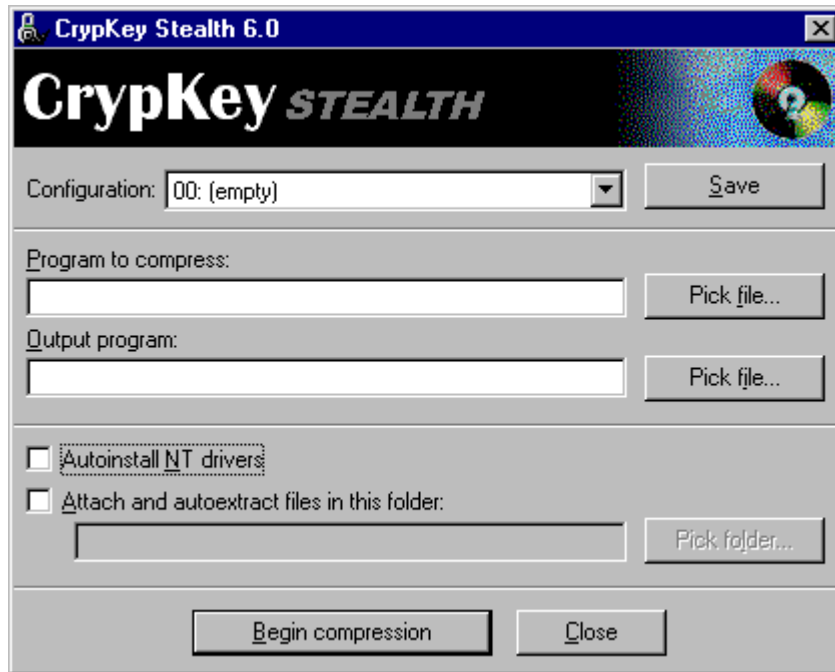 CrypKey Stealth 6.0
CrypKey STEALTH
Configuration: 00: (empty) Save
Program to compress:
Pick file...
Output program:
Pick file...
Autoinstall NT drivers
Attach and autoextract files in this folder:
Pick folder...
Begin compression Close